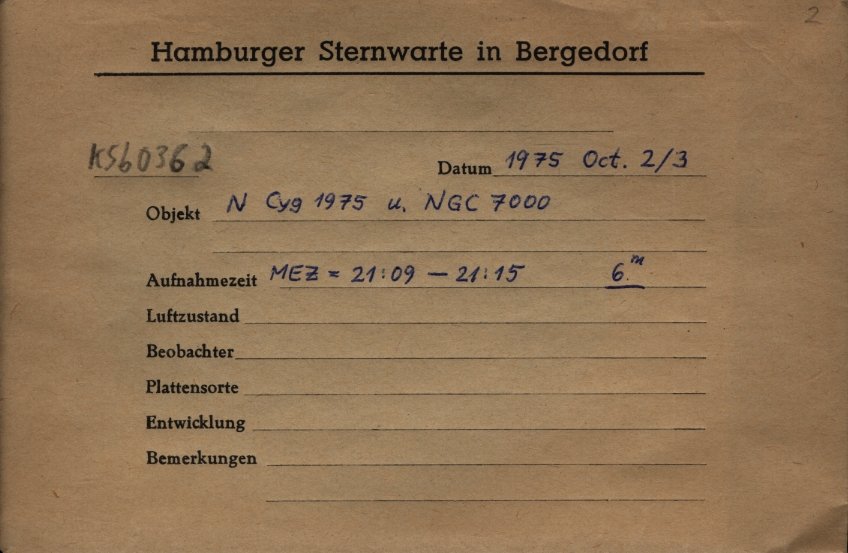 2
Hamburger Sternwarte in Bergedorf
KSb0362
Datum 1975 Oct. 2/3
Objekt N Cyg 1975 u. NGC 7000
Aufnahmezeit MEZ = 21:09 — 21:15 6.m
Luftzustand
Beobachter
Plattensorte
Entwicklung
Bemerkungen